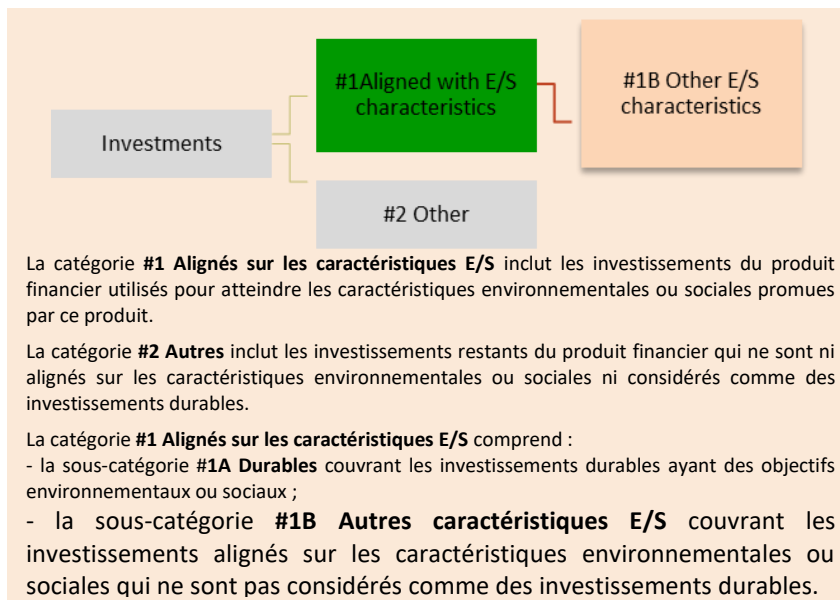 #1Aligned with E/S
characteristics
#1B Other E/S
characteristics
Investments
#2 Other
La catégorie #1 Alignés sur les caractéristiques E/S inclut les investissements du produit
financier utilisés pour atteindre les caractéristiques environnementales ou sociales promues
par ce produit.
La catégorie #2 Autres inclut les investissements restants du produit financier qui ne sont ni
alignés sur les caractéristiques environnementales ou sociales ni considérés comme des
investissements durables.
La catégorie #1 Alignés sur les caractéristiques E/S comprend :
- la sous-catégorie #1A Durables couvrant les investissements durables ayant des objectifs
environnementaux ou sociaux ;
- la sous-catégorie #1B Autres caractéristiques E/S couvrant les
investissements alignés sur les caractéristiques environnementales ou
sociales qui ne sont pas considérés comme des investissements durables.